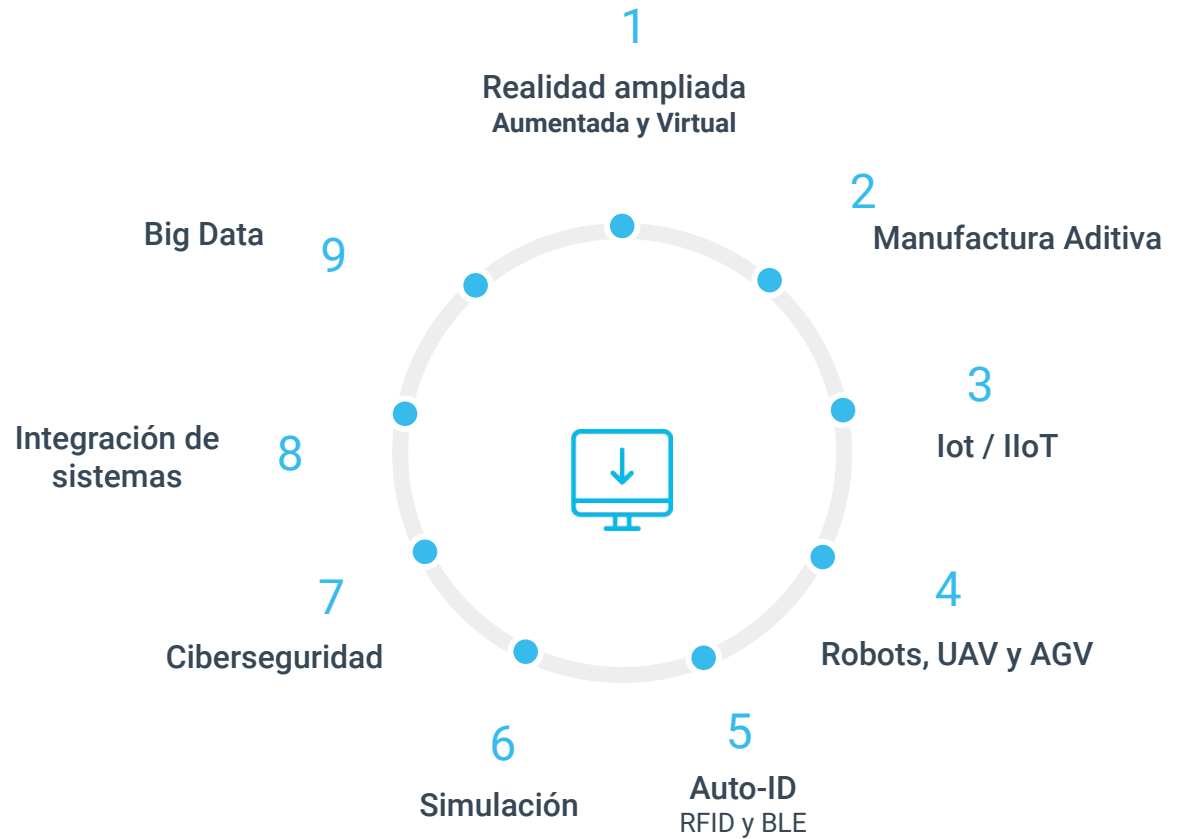 1
Realidad ampliada
Aumentada y Virtual
2
Manufactura Aditiva
3
Iot / IIoT
4
Robots, UAV y AGV
5
Auto-ID
RFID y BLE
6
Simulación
7
Ciberseguridad
8
Integración de
sistemas
9
Big Data